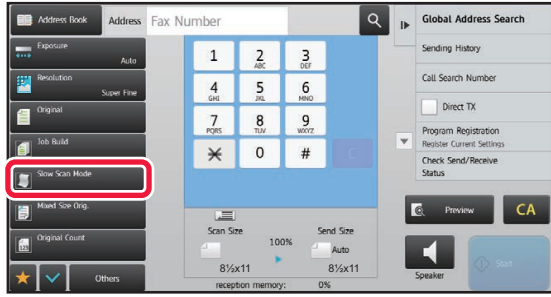 Address Book
Address
Fax Number
Global Address Search
Exposure
Auto
Resolution
Super Fine
Original
Job Build
Slow Scan Mode
Mixed Size Orig.
Original Count
123
Others
1
2
ABC
3
DEF
4
GHI
5
JKL
6
MNO
7
PQRS
8
TUV
9
WXYZ
0
#
C
Scan Size
Send Size
100%
Auto
8½x11
8½x11
reception memory: 0%
Sending History
Call Search Number
Direct TX
Program Registration
Register Current Settings
Check Send/Receive
Status
Preview
CA
Speaker
Start